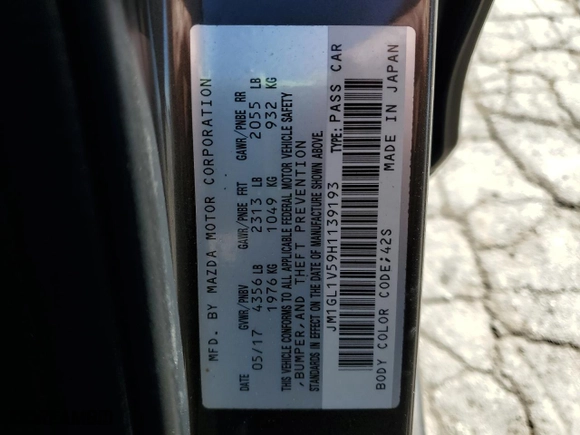 MFD. BY MAZDA MOTOR CORPORATION
DATE GVWR/PNBV GAWR/PNBE FRT GAWR/PNBE RR
05/17 4356 LB 2313 LB 2055 LB
1976 KG 1049 KG 932 KG
THIS VEHICLE CONFORMS TO ALL APPLICABLE FEDERAL MOTOR VEHICLE SAFETY
,BUMPER,AND THEFT PREVENTION
STANDARDS IN EFFECT ON THE DATE OF MANUFACTURE SHOWN ABOVE.
JM1GL1V59H1139193 TYPE: PASS CAR
BODY COLOR CODE;42S MADE IN JAPAN